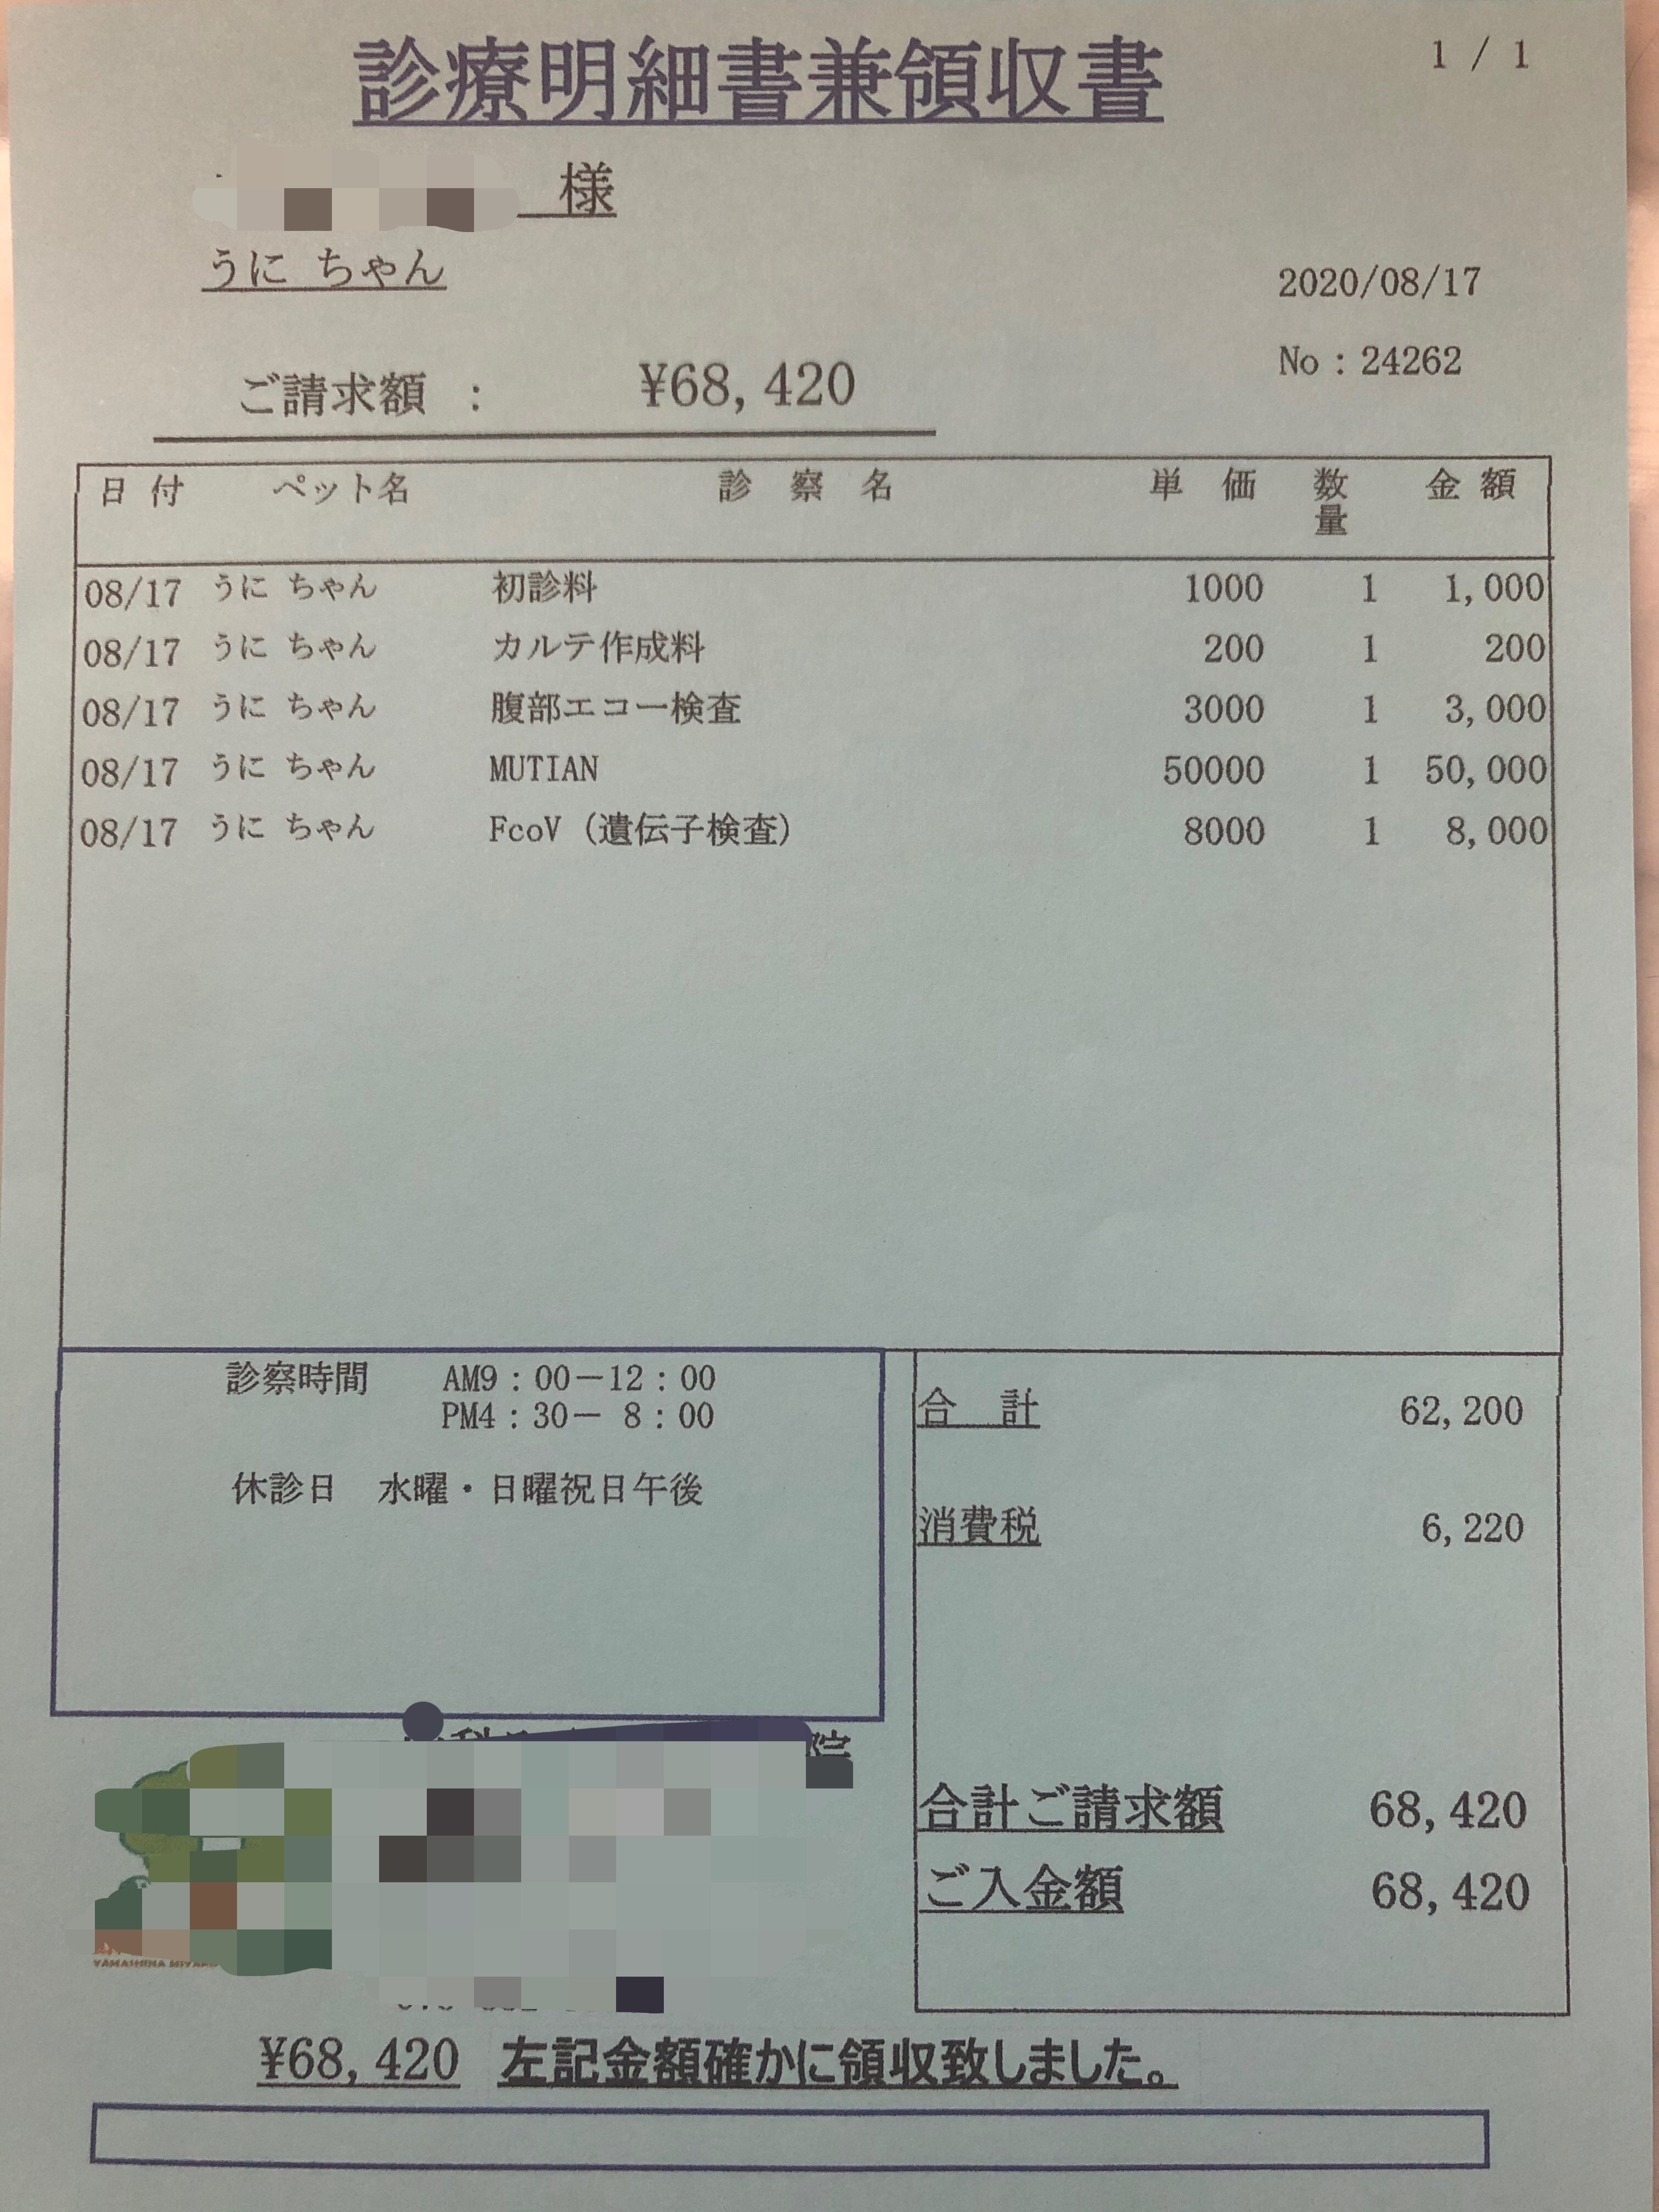 診療明細書兼領収書
1 / 1
様
うに ちゃん
2020/08/17
No：24262
ご請求額 ： ¥68,420
日付 ペット名 診察名 単価 数量 金額
08/17 うに ちゃん 初診料 1000 1 1,000
08/17 うに ちゃん カルテ作成料 200 1 200
08/17 うに ちゃん 腹部エコー検査 3000 1 3,000
08/17 うに ちゃん MUTIAN 50000 1 50,000
08/17 うに ちゃん FcoV（遺伝子検査） 8000 1 8,000
診察時間 AM9：00－12：00
PM4：30－ 8：00
休診日 水曜・日曜祝日午後
合 計 62,200
消費税 6,220
合計ご請求額 68,420
ご入金額 68,420
院
YAMASHINA
¥68,420 左記金額確かに領収致しました。